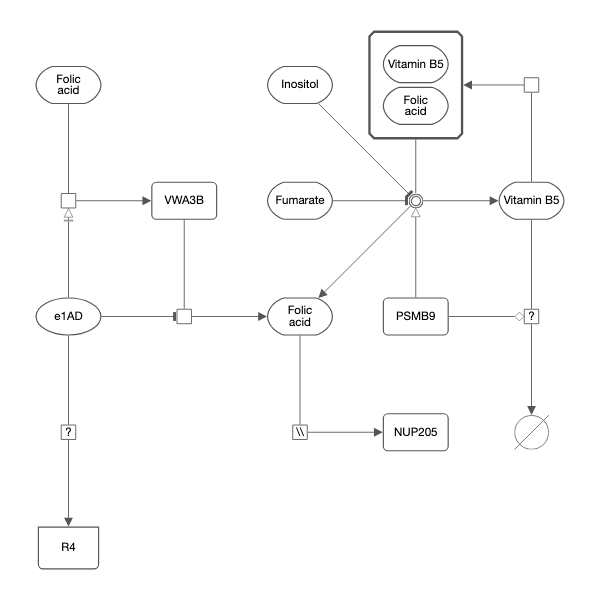 Vitamin B5
Folic
acid
Inositol
Folic
acid
VWA3B
Fumarate
Vitamin B5
e1AD
Folic
acid
PSMB9
?
?
\\
NUP205
R4